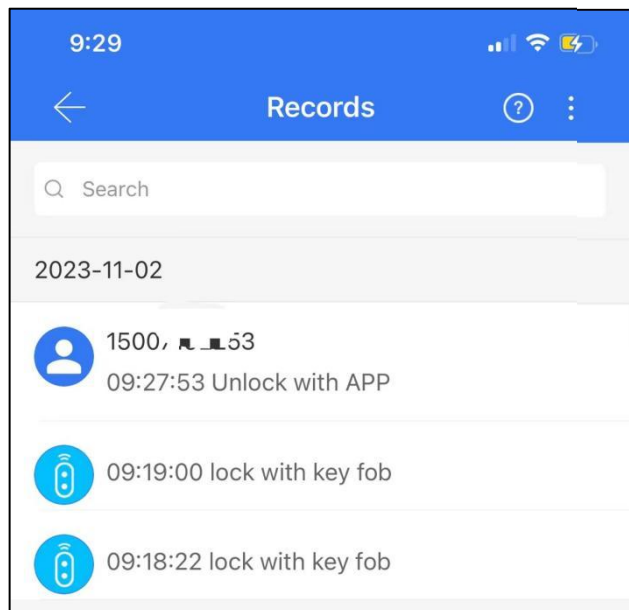 9:29
Records
?
Search
2023-11-02
09:27:53 Unlock with APP
09:19:00 lock with key fob
09:18:22 lock with key fob